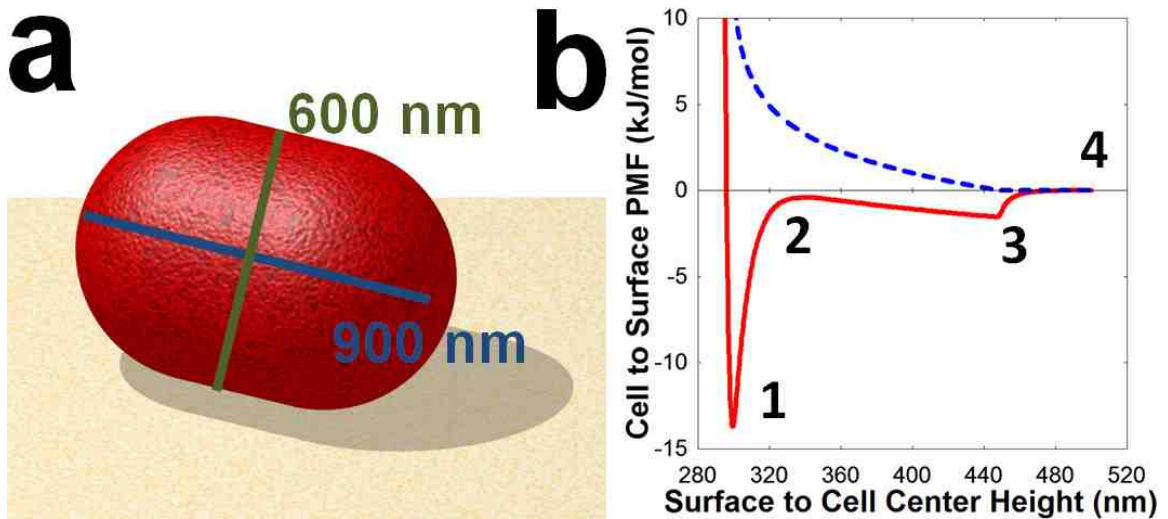 a
600 nm
900 nm
b
Cell to Surface PMF (kJ/mol)
10
5
0
-5
-10
-15
1
2
3
4
280 320 360 400 440 480 520
Surface to Cell Center Height (nm)